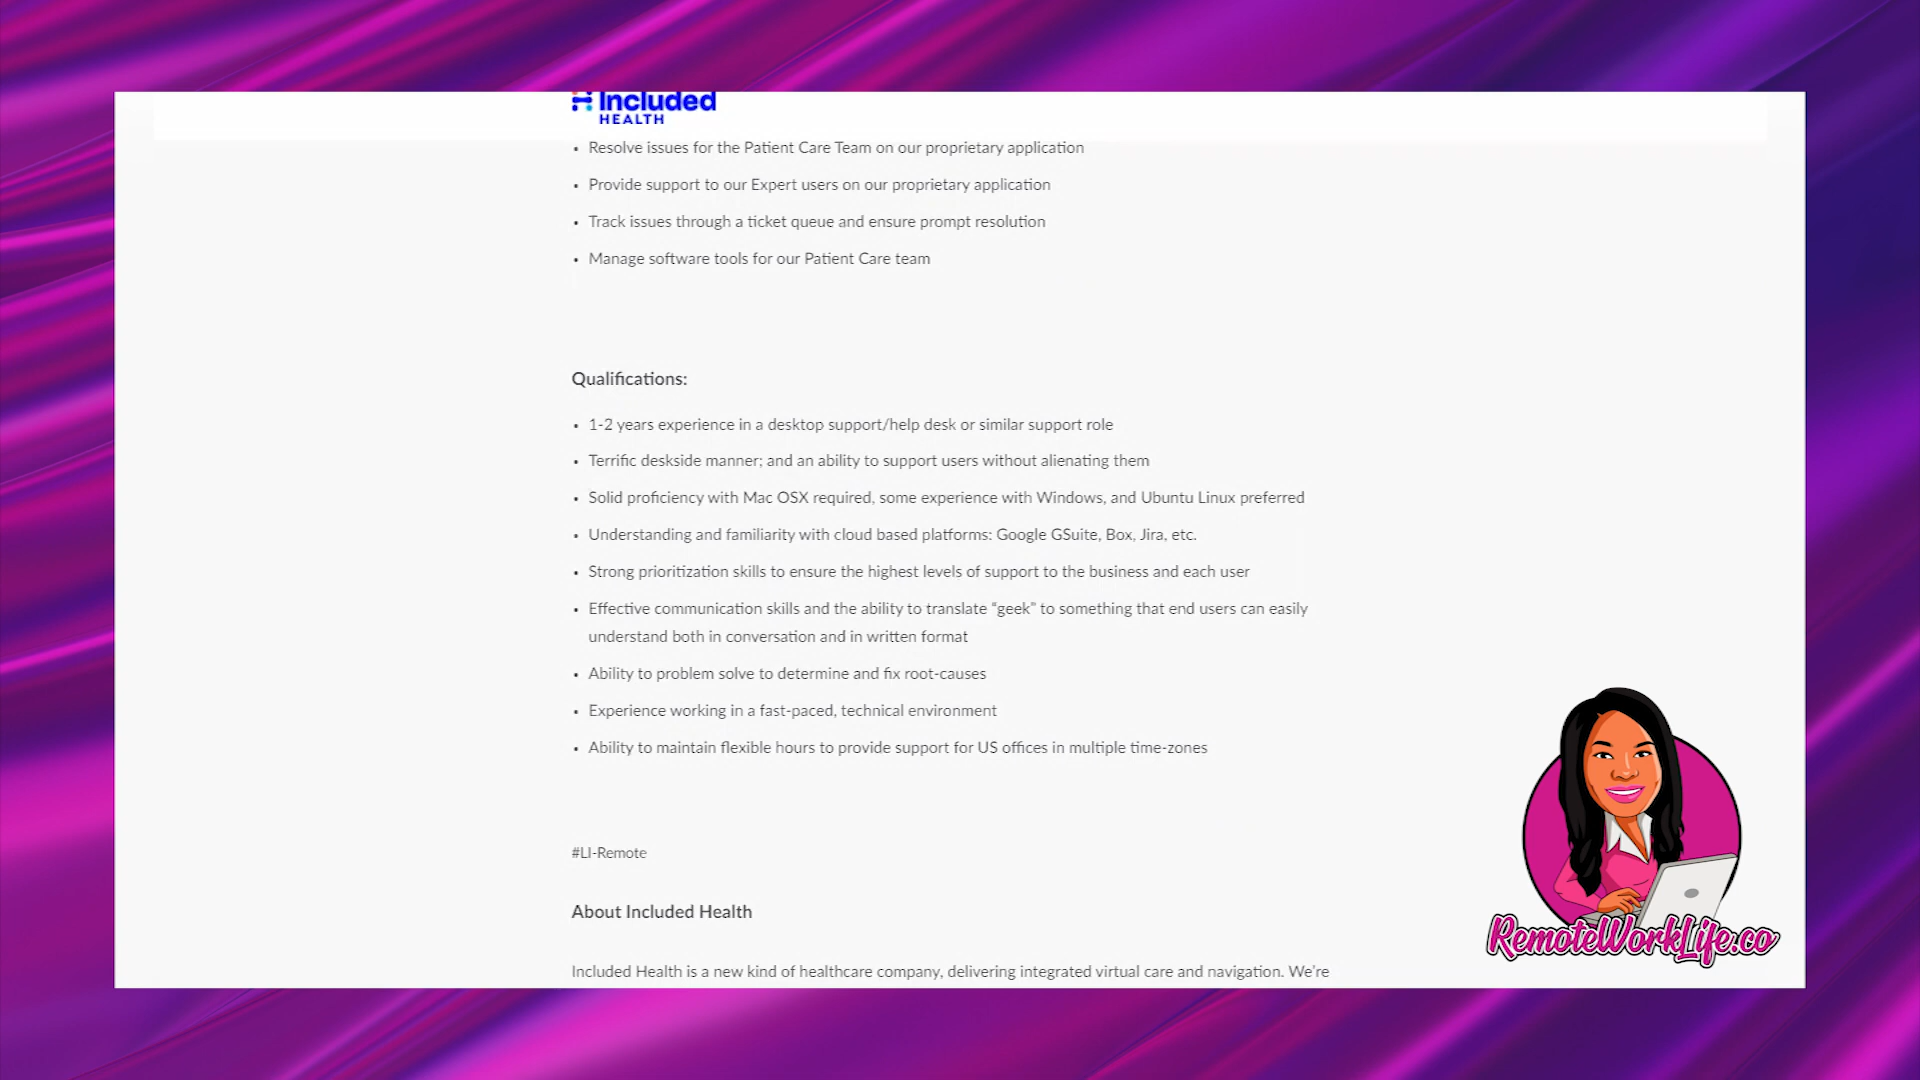 Included
HEALTH
• Resolve issues for the Patient Care Team on our proprietary application
• Provide support to our Expert users on our proprietary application
• Track issues through a ticket queue and ensure prompt resolution
• Manage software tools for our Patient Care team
Qualifications:
• 1-2 years experience in a desktop support/help desk or similar support role
• Terrific deskside manner; and an ability to support users without alienating them
• Solid proficiency with Mac OSX required, some experience with Windows, and Ubuntu Linux preferred
• Understanding and familiarity with cloud based platforms: Google GSuite, Box, Jira, etc.
• Strong prioritization skills to ensure the highest levels of support to the business and each user
• Effective communication skills and the ability to translate “geek” to something that end users can easily
understand both in conversation and in written format
• Ability to problem solve to determine and fix root-causes
• Experience working in a fast-paced, technical environment
• Ability to maintain flexible hours to provide support for US offices in multiple time-zones
#LI-Remote
About Included Health
Included Health is a new kind of healthcare company, delivering integrated virtual care and navigation. We’re
RemoteWorkLife.co